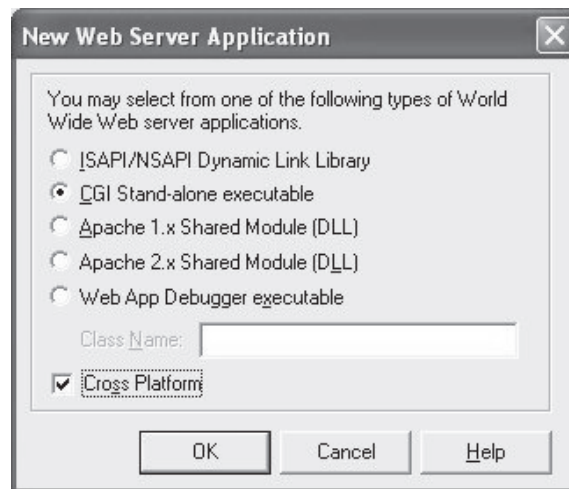 New Web Server Application
You may select from one of the following types of World
Wide Web server applications.
ISAPI/NSAPI Dynamic Link Library
CGI Stand-alone executable
Apache 1.x Shared Module (DLL)
Apache 2.x Shared Module (DLL)
Web App Debugger executable
Class Name:
Cross Platform
OK Cancel Help